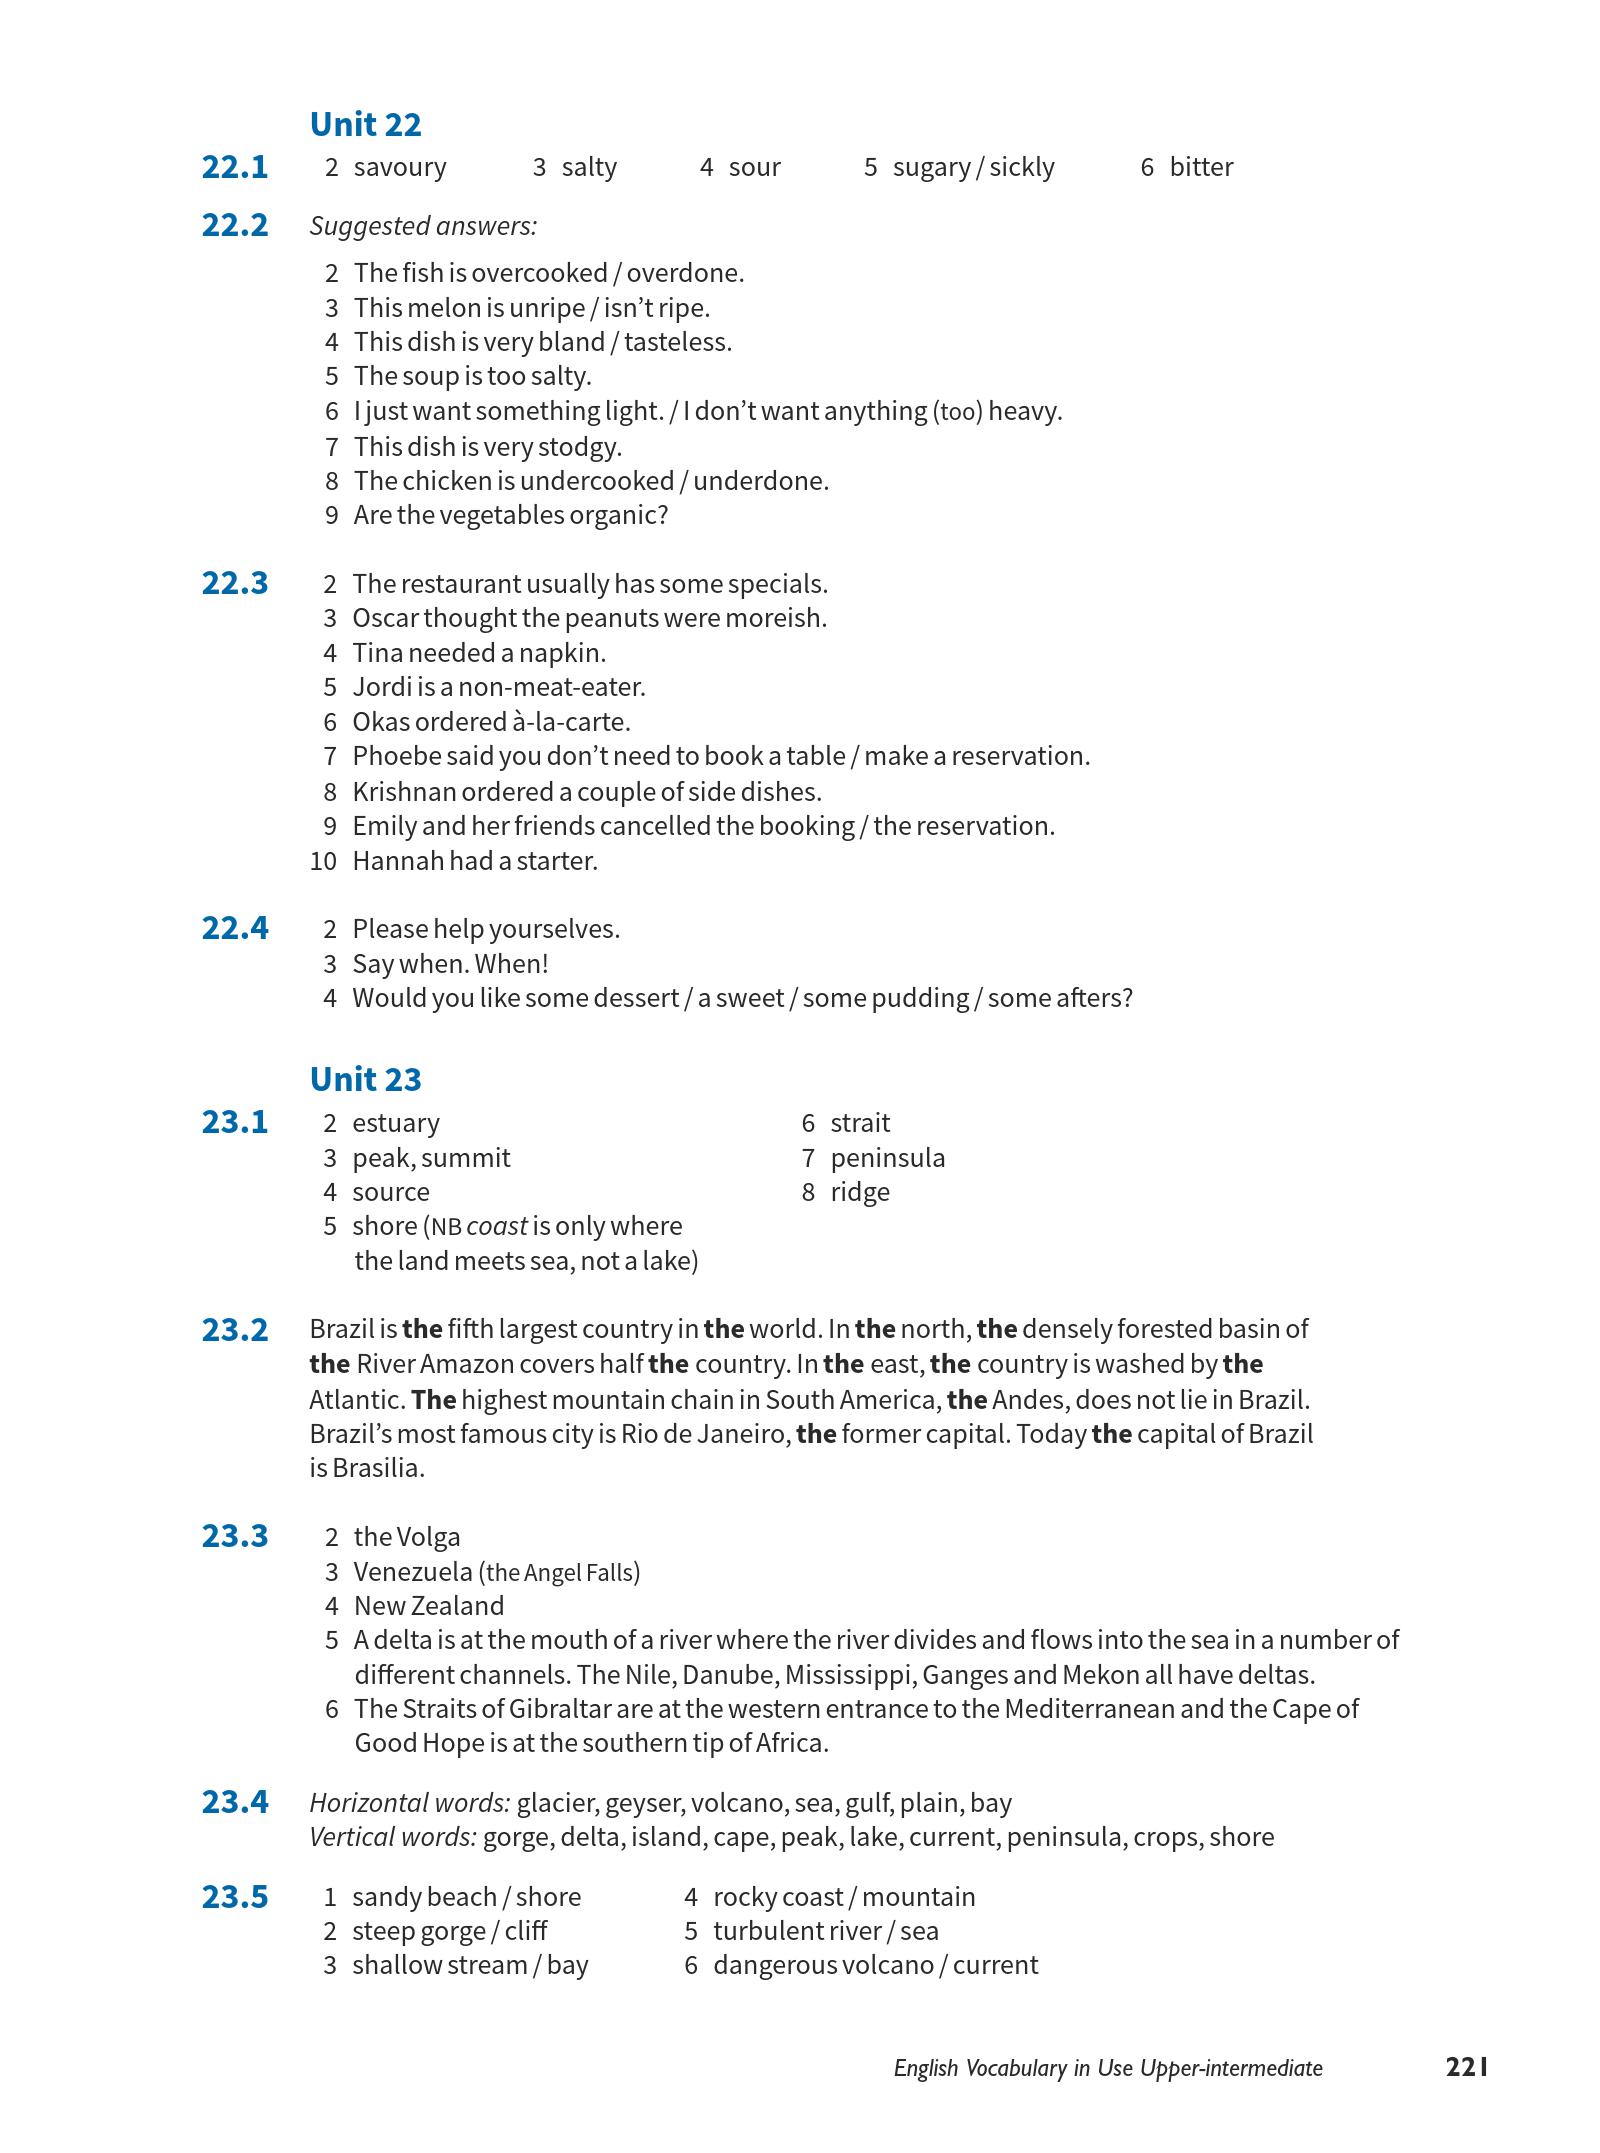 Unit 22
22.1 2 savoury 3 salty 4 sour 5 sugary / sickly 6 bitter
22.2 Suggested answers:
2 The fish is overcooked / overdone.
3 This melon is unripe / isn’t ripe.
4 This dish is very bland / tasteless.
5 The soup is too salty.
6 I just want something light. / I don’t want anything (too) heavy.
7 This dish is very stodgy.
8 The chicken is undercooked / underdone.
9 Are the vegetables organic?
22.3 2 The restaurant usually has some specials.
3 Oscar thought the peanuts were moreish.
4 Tina needed a napkin.
5 Jordi is a non-meat-eater.
6 Okas ordered à-la-carte.
7 Phoebe said you don’t need to book a table / make a reservation.
8 Krishnan ordered a couple of side dishes.
9 Emily and her friends cancelled the booking / the reservation.
10 Hannah had a starter.
22.4 2 Please help yourselves.
3 Say when. When!
4 Would you like some dessert / a sweet / some pudding / some afters?
Unit 23
23.1 2 estuary 6 strait
3 peak, summit 7 peninsula
4 source 8 ridge
5 shore (NB coast is only where
the land meets sea, not a lake)
23.2 Brazil is the fifth largest country in the world. In the north, the densely forested basin of
the River Amazon covers half the country. In the east, the country is washed by the
Atlantic. The highest mountain chain in South America, the Andes, does not lie in Brazil.
Brazil’s most famous city is Rio de Janeiro, the former capital. Today the capital of Brazil
is Brasilia.
23.3 2 the Volga
3 Venezuela (the Angel Falls)
4 New Zealand
5 A delta is at the mouth of a river where the river divides and flows into the sea in a number of
different channels. The Nile, Danube, Mississippi, Ganges and Mekon all have deltas.
6 The Straits of Gibraltar are at the western entrance to the Mediterranean and the Cape of
Good Hope is at the southern tip of Africa.
23.4 Horizontal words: glacier, geyser, volcano, sea, gulf, plain, bay
Vertical words: gorge, delta, island, cape, peak, lake, current, peninsula, crops, shore
23.5 1 sandy beach / shore 4 rocky coast / mountain
2 steep gorge / cliff 5 turbulent river / sea
3 shallow stream / bay 6 dangerous volcano / current
English Vocabulary in Use Upper-intermediate 221